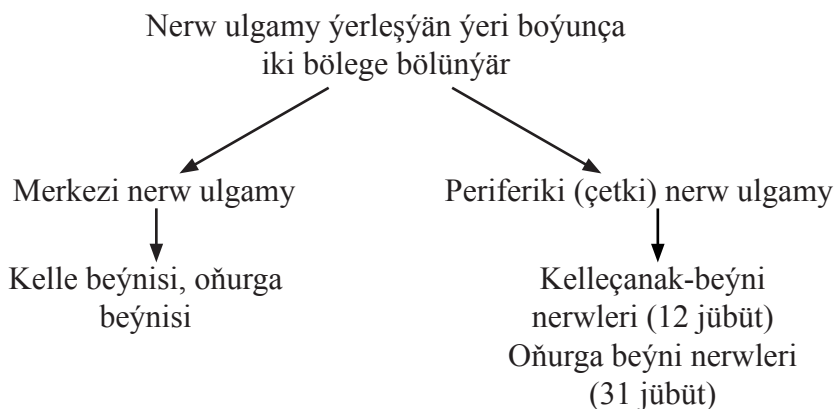 Nerw ulgamy ýerleşýän ýeri boýunça
iki bölege bölünýär
Merkezi nerw ulgamy
Kelle beýnisi, oňurga
beýnisi
Periferiki (çetki) nerw ulgamy
Kelleçanak-beýni
nerwleri (12 jübüt)
Oňurga beýni nerwleri
(31 jübüt)